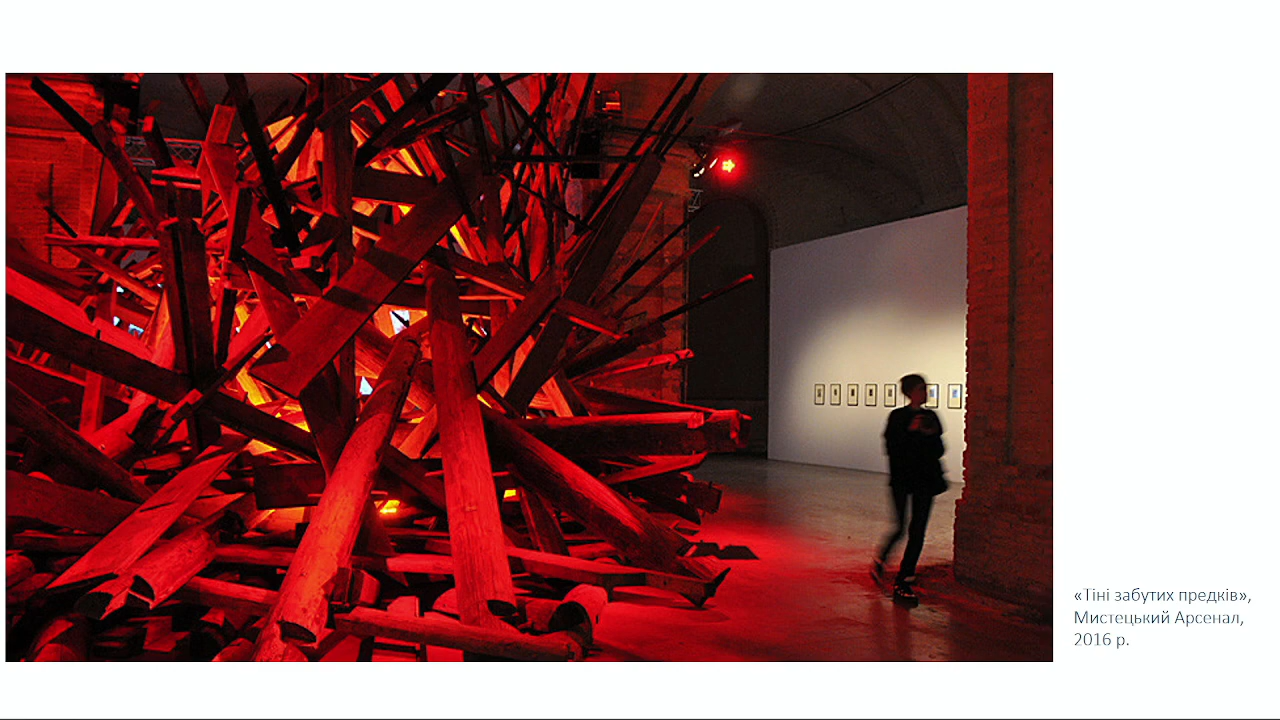 «Тіні забутих предків»,
Мистецький Арсенал,
2016 р.